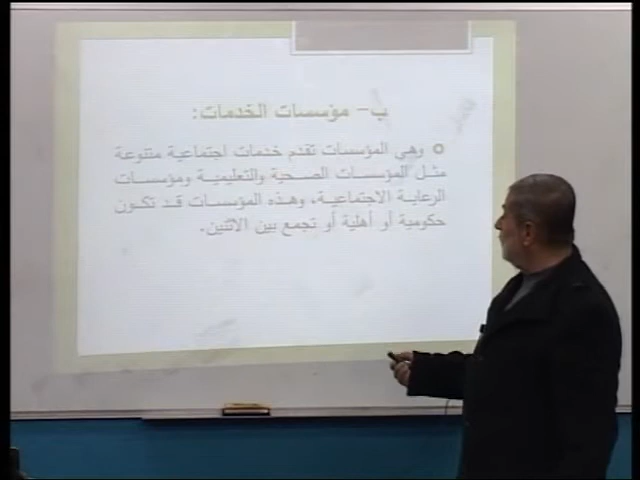 ب- مؤسسات الخدمات:
وهي المؤسسات تقدم خدمات اجتماعية متنوعة
مثل المؤسسات الصحية والتعليمية ومؤسسات
الرعاية الاجتماعية، وهذه المؤسسات قد تكون
حكومية أو أهلية أو تجمع بين الاثنين.